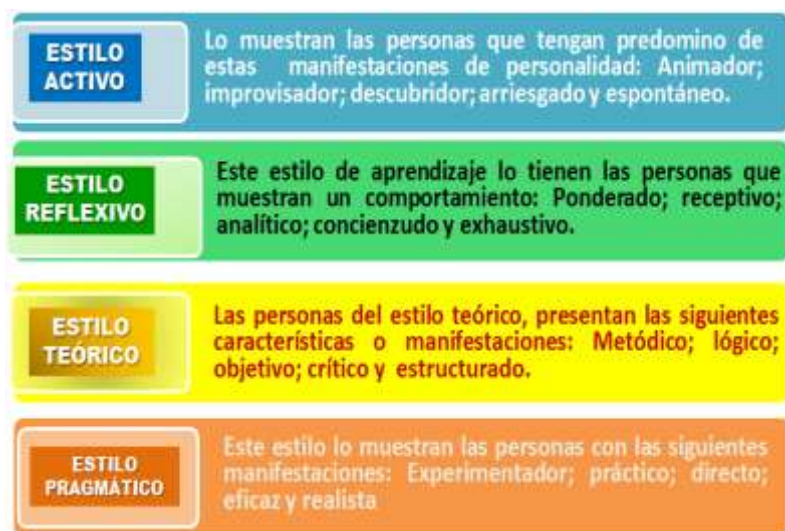 ESTILO
ACTIVO
Lo muestran las personas que tengan predomino de
estas manifestaciones de personalidad: Animador;
improvisador; descubridor; arriesgado y espontáneo.
ESTILO
REFLEXIVO
Este estilo de aprendizaje lo tienen las personas que
muestran un comportamiento: Ponderado; receptivo;
analítico; concienzudo y exhaustivo.
ESTILO
TEÓRICO
Las personas del estilo teórico, presentan las siguientes
características o manifestaciones: Metódico; lógico;
objetivo; crítico y estructurado.
ESTILO
PRAGMÁTICO
Este estilo lo muestran las personas con las siguientes
manifestaciones: Experimentador; práctico; directo;
eficaz y realista